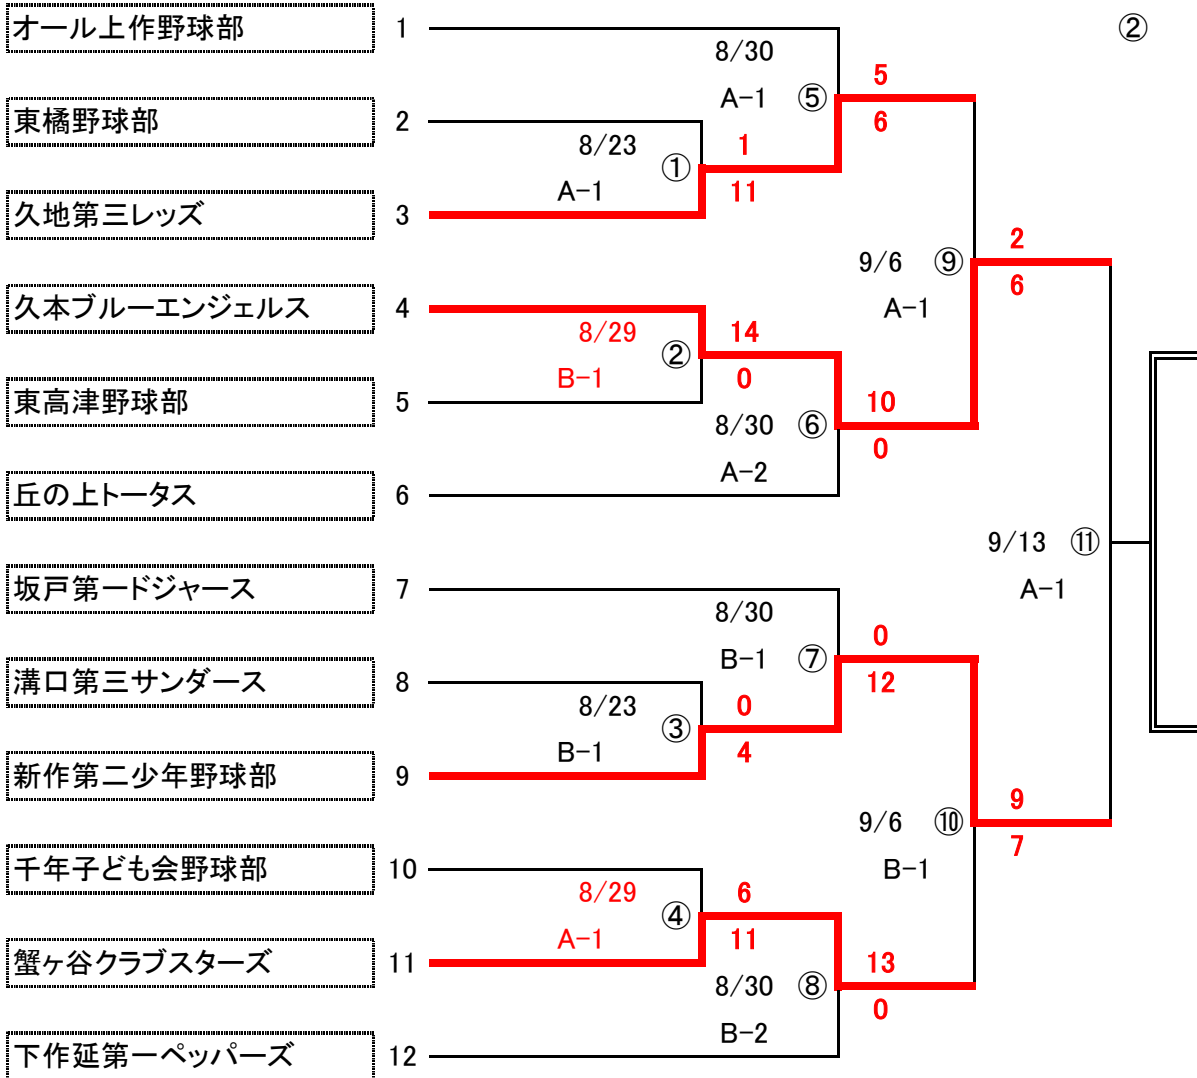 オール上作野球部 1
②
8/30
5
A-1 ⑤
東橘野球部 2
6
8/23
1
①
A-1
11
久地第三レッズ 3
2
9/6 ⑨
6
久本ブルーエンジェルス 4
A-1
8/29
14
②
B-1
0
東高津野球部 5
10
8/30 ⑥
0
A-2
丘の上トータス 6
9/13 ⑪
A-1
坂戸第一ドジャース 7
8/30
0
B-1 ⑦
溝口第三サンダース 8
12
8/23
0
③
B-1
4
新作第二少年野球部 9
9
9/6 ⑩
7
千年子ども会野球部 10
B-1
8/29
6
④
A-1
11
蟹ヶ谷クラブスターズ 11
13
8/30 ⑧
0
B-2
下作延第一ペッパーズ 12